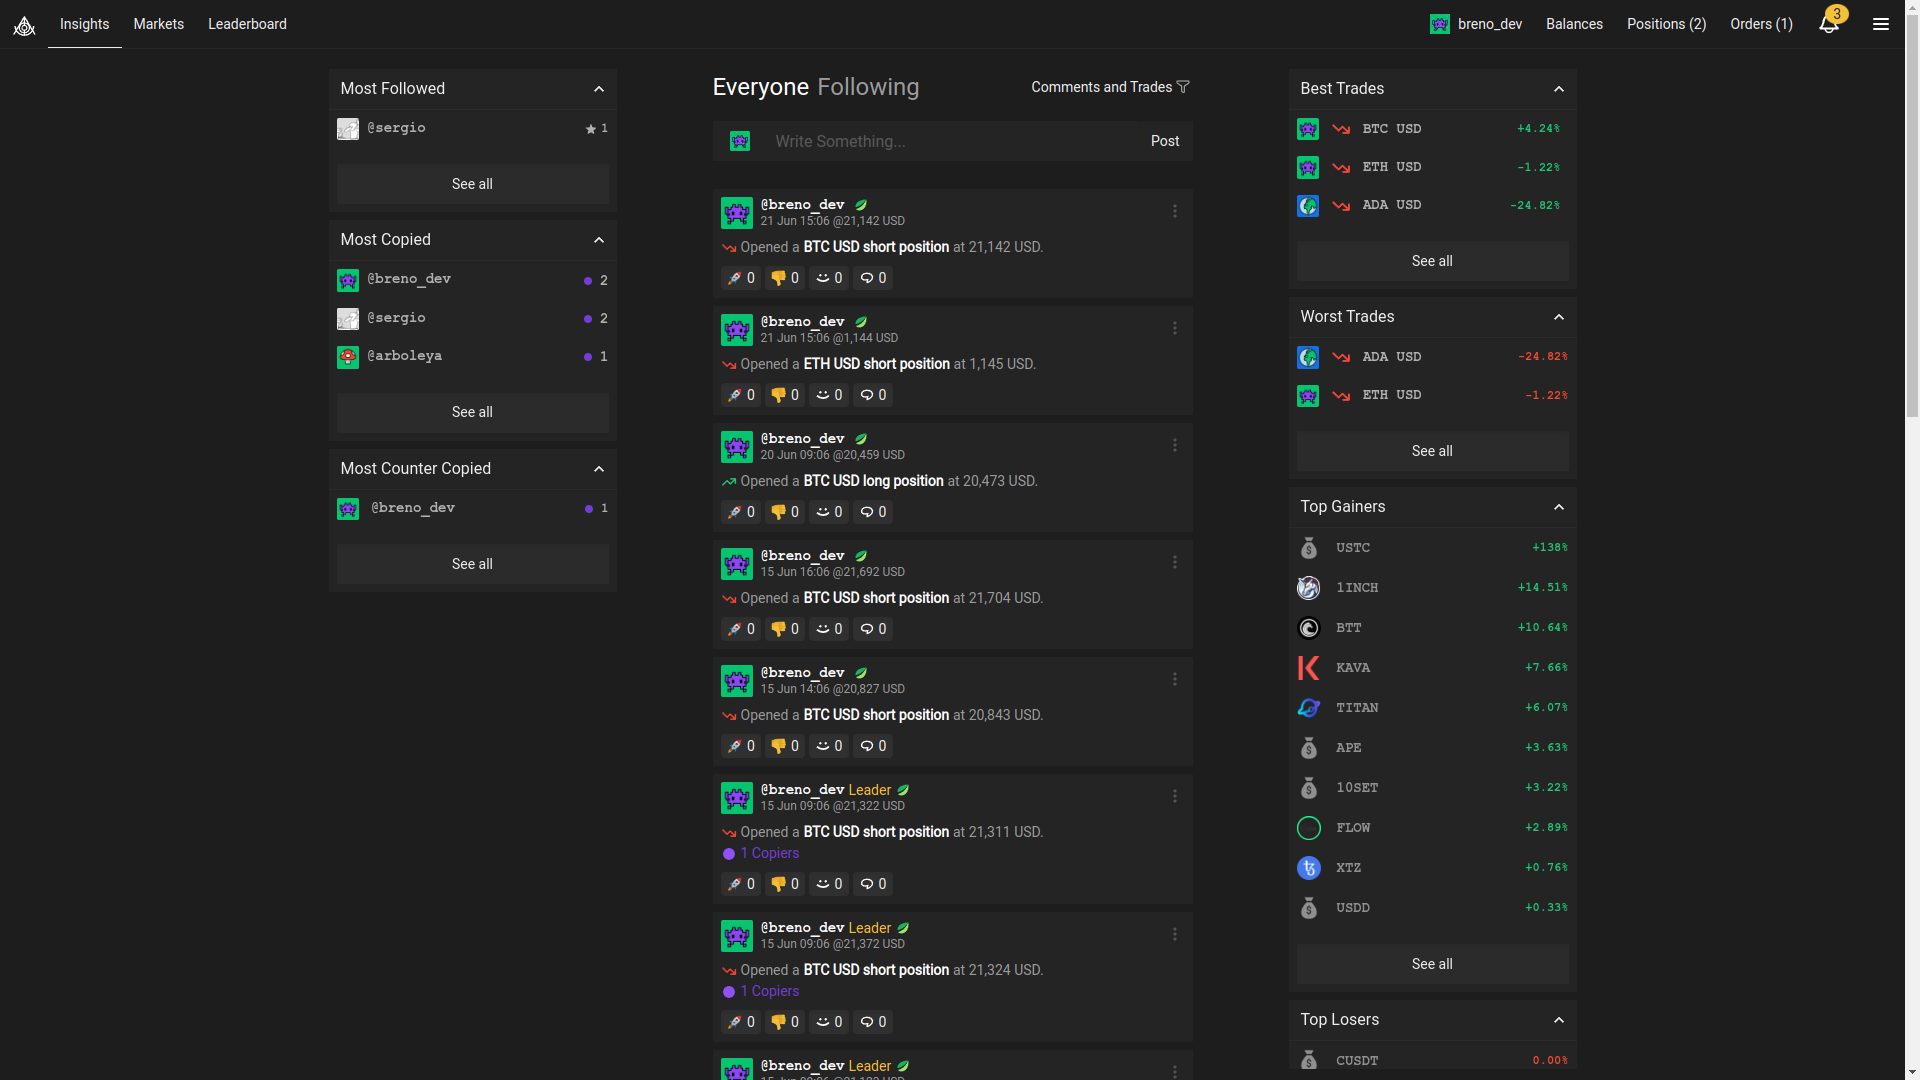 Insights Markets Leaderboard
breno_dev Balances Positions (2) Orders (1) 3
Most Followed
@sergio 1
See all
Most Copied
@breno_dev 2
@sergio 2
@arboleya 1
See all
Most Counter Copied
@breno_dev 1
See all
Everyone Following Comments and Trades
Write Something... Post
@breno_dev
21 Jun 15:06 @21,142 USD
Opened a BTC USD short position at 21,142 USD.
0 0 0 0
@breno_dev
21 Jun 15:06 @1,144 USD
Opened a ETH USD short position at 1,145 USD.
0 0 0 0
@breno_dev
20 Jun 09:06 @20,459 USD
Opened a BTC USD long position at 20,473 USD.
0 0 0 0
@breno_dev
15 Jun 16:06 @21,692 USD
Opened a BTC USD short position at 21,704 USD.
0 0 0 0
@breno_dev
15 Jun 14:06 @20,827 USD
Opened a BTC USD short position at 20,843 USD.
0 0 0 0
@breno_dev Leader
15 Jun 09:06 @21,322 USD
Opened a BTC USD short position at 21,311 USD.
1 Copiers
0 0 0 0
@breno_dev Leader
15 Jun 09:06 @21,372 USD
Opened a BTC USD short position at 21,324 USD.
1 Copiers
0 0 0 0
@breno_dev Leader
Best Trades
BTC USD +4.24%
ETH USD -1.22%
ADA USD -24.82%
See all
Worst Trades
ADA USD -24.82%
ETH USD -1.22%
See all
Top Gainers
USTC +138%
1INCH +14.51%
BTT +10.64%
KAVA +7.66%
TITAN +6.07%
APE +3.63%
10SET +3.22%
FLOW +2.89%
XTZ +0.76%
USDD +0.33%
See all
Top Losers
CUSDT 0.00%